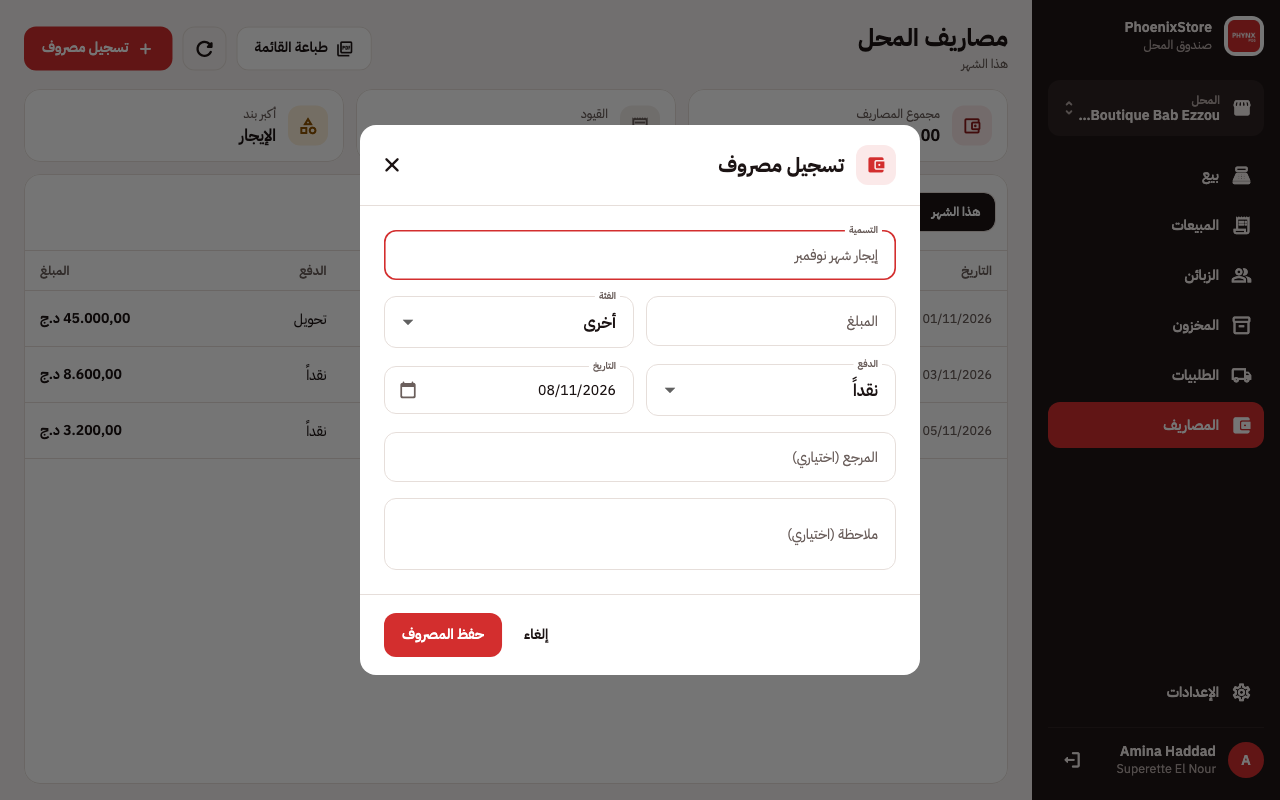 PhoenixStore
صندوق المحل
PHYNX
المحل
Boutique Bab Ezzou...
بيع
المبيعات
الزبائن
المخزون
الطلبيات
المصاريف
الإعدادات
Amina Haddad
Superette El Nour
A
مصاريف المحل
هذا الشهر
طباعة القائمة
تسجيل مصروف
مجموع المصاريف
00
القيود
أكبر بند
الإيجار
هذا الشهر
التاريخ
الدفع
المبلغ
01/11/2026
تحويل
45.000,00 د.ج
03/11/2026
نقداً
8.600,00 د.ج
05/11/2026
نقداً
3.200,00 د.ج
تسجيل مصروف
التسمية
إيجار شهر نوفمبر
المبلغ
الفئة
أخرى
الدفع
نقداً
التاريخ
08/11/2026
المرجع (اختياري)
ملاحظة (اختياري)
إلغاء
حفظ المصروف